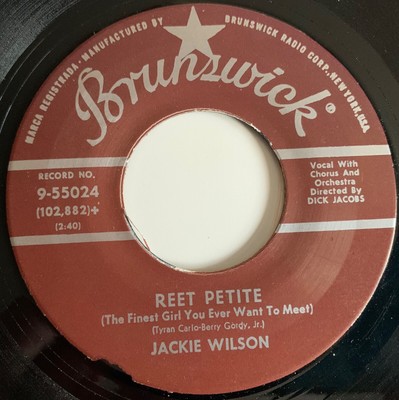 MARCA REGISTRADA · MANUFACTURED BY BRUNSWICK RADIO CORP., NEW YORK, USA
Brunswick®
RECORD NO.
9-55024
(102,882)+
(2:40)
Vocal With
Chorus And
Orchestra
Directed By
DICK JACOBS
REET PETITE
(The Finest Girl You Ever Want To Meet)
(Tyran Carlo-Berry Gordy, Jr.)
JACKIE WILSON